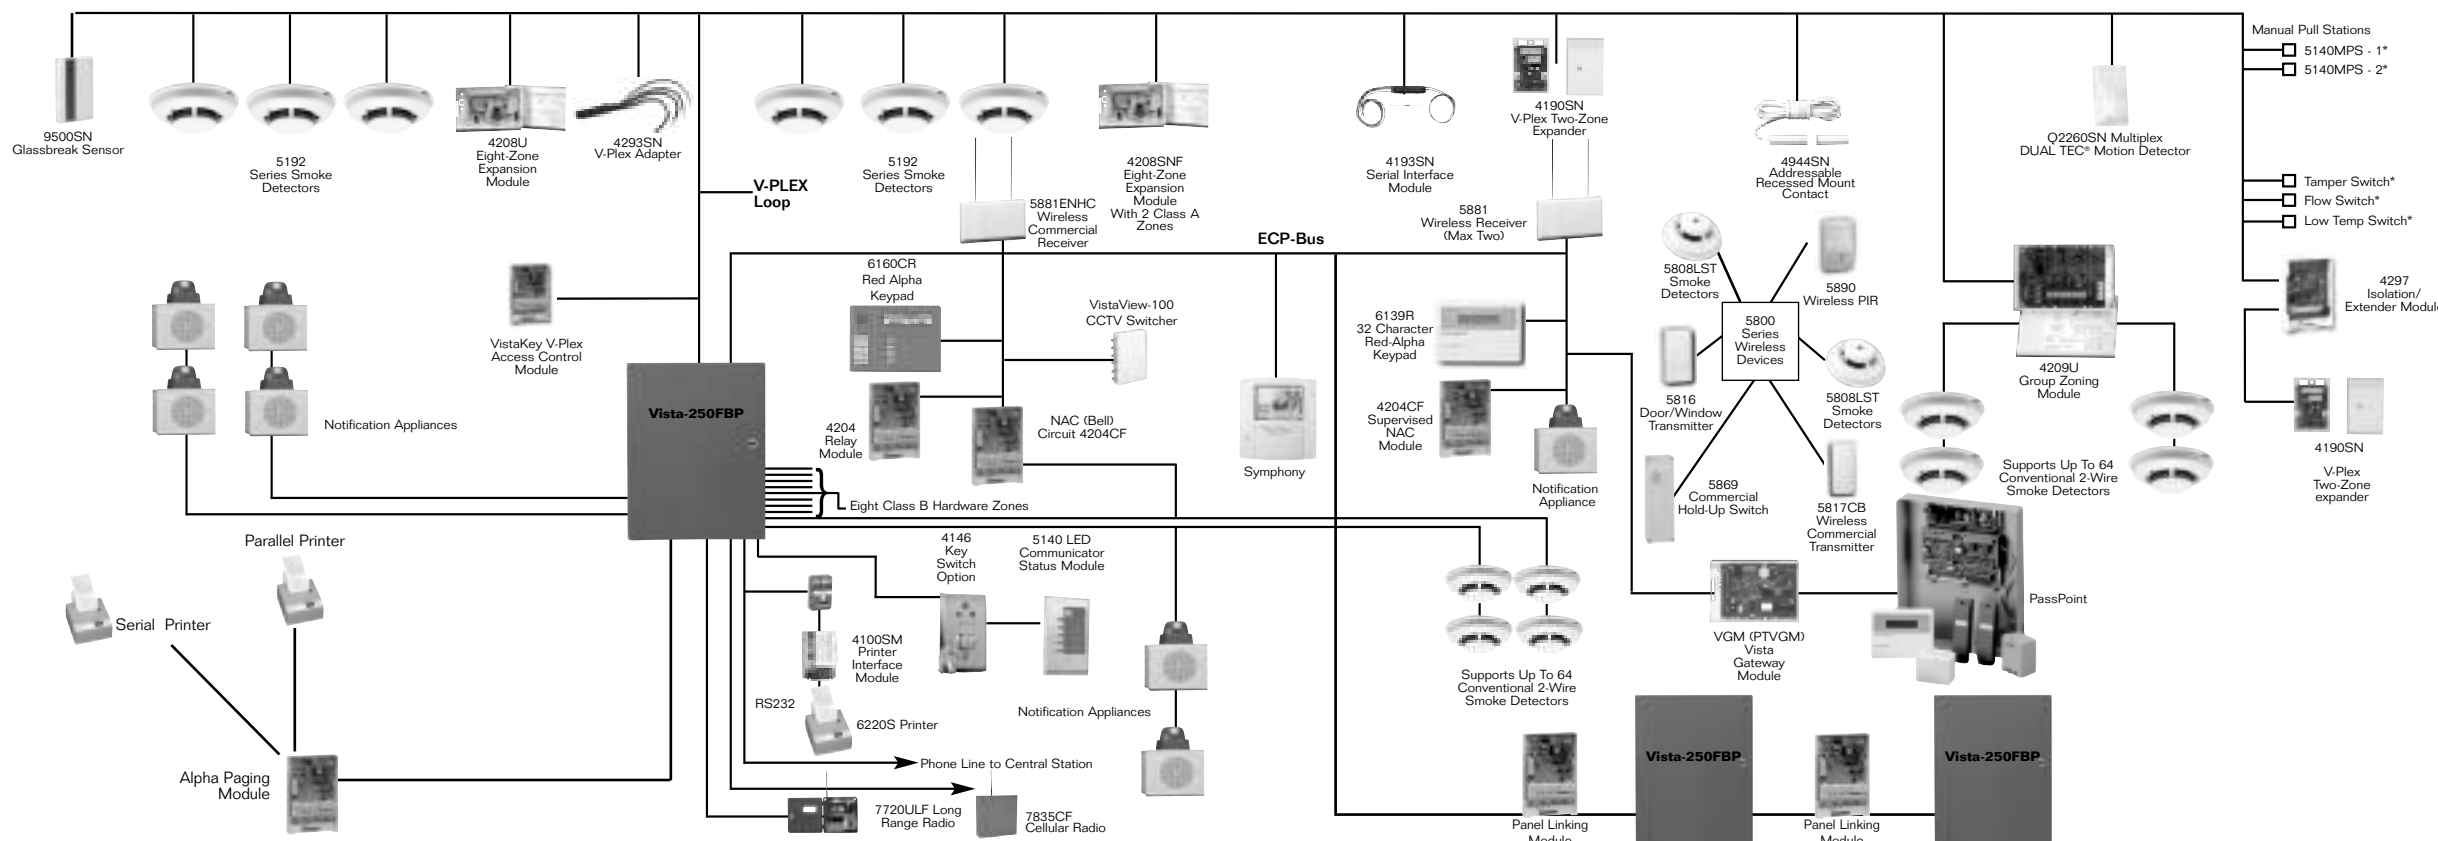 Manual Pull Stations
5140MPS - 1*
5140MPS - 2*
9500SN
Glassbreak Sensor
5192
Series Smoke
Detectors
4208U
Eight-Zone
Expansion
Module
4293SN
V-Plex Adapter
V-PLEX
Loop
5192
Series Smoke
Detectors
5881ENHC
Wireless
Commercial
Receiver
4208SNF
Eight-Zone
Expansion
Module
With 2 Class A
Zones
4193SN
Serial Interface
Module
4190SN
V-Plex Two-Zone
Expander
5881
Wireless Receiver
(Max Two)
4944SN
Addressable
Recessed Mount
Contact
Q2260SN Multiplex
DUAL TEC® Motion Detector
Tamper Switch*
Flow Switch*
Low Temp Switch*
ECP-Bus
VistaKey V-Plex
Access Control
Module
6160CR
Red Alpha
Keypad
VistaView-100
CCTV Switcher
6139R
32 Character
Red-Alpha
Keypad
5808LST
Smoke
Detectors
5890
Wireless PIR
5800
Series
Wireless
Devices
4297
Isolation/
Extender Module
5816
Door/Window
Transmitter
5808LST
Smoke
Detectors
4209U
Group Zoning
Module
Notification Appliances
Vista-250FBP
4204
Relay
Module
NAC (Bell)
Circuit 4204CF
Symphony
4204CF
Supervised
NAC
Module
Notification
Appliance
5869
Commercial
Hold-Up Switch
5817CB
Wireless
Commercial
Transmitter
Supports Up To 64
Conventional 2-Wire
Smoke Detectors
4190SN
V-Plex
Two-Zone
expander
Eight Class B Hardware Zones
Parallel Printer
Serial Printer
4146
Key
Switch
Option
5140 LED
Communicator
Status Module
4100SM
Printer
Interface
Module
RS232
6220S Printer
Notification Appliances
Supports Up To 64
Conventional 2-Wire
Smoke Detectors
VGM (PTVGM)
Vista
Gateway
Module
PassPoint
Alpha Paging
Module
Phone Line to Central Station
7720ULF Long
Range Radio
7835CF
Cellular Radio
Panel Linking
Module
Vista-250FBP
Panel Linking
Module
Vista-250FBP